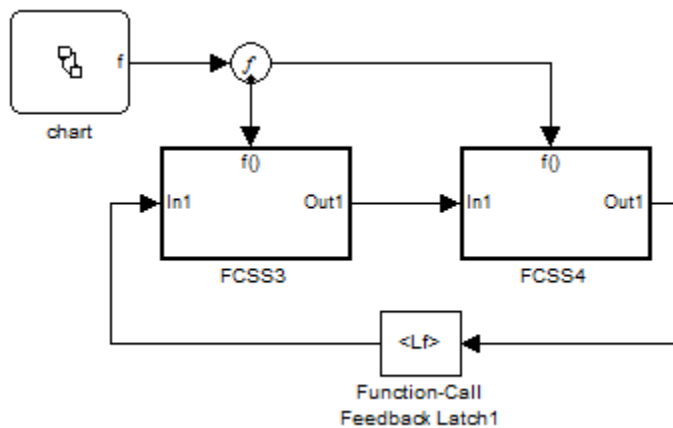 f
f
chart
f()
f()
In1
Out1
In1
Out1
FCSS3
FCSS4
<Lf>
Function-Call
Feedback Latch1